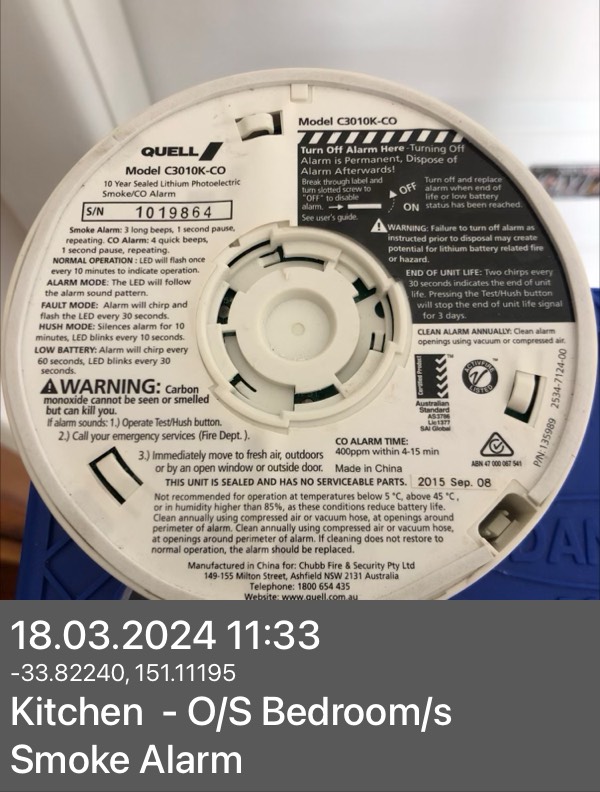 Model C3010K-CO
QUELL
Model C3010K-CO
10 Year Sealed Lithium Photoelectric
Smoke/CO Alarm
S/N 1019864
Smoke Alarm: 3 long beeps, 1 second pause,
repeating. CO Alarm: 4 quick beeps,
1 second pause, repeating.
NORMAL OPERATION : LED will flash once
every 10 minutes to indicate operation.
ALARM MODE: The LED will follow
the alarm sound pattern.
FAULT MODE: Alarm will chirp and
flash the LED every 30 seconds.
HUSH MODE: Silences alarm for 10
minutes, LED blinks every 10 seconds.
LOW BATTERY: Alarm will chirp every
60 seconds, LED blinks every 30
seconds.
WARNING: Carbon
monoxide cannot be seen or smelled
but can kill you.
If alarm sounds: 1.) Operate Test/Hush button.
2.) Call your emergency services (Fire Dept. ).
3.) Immediately move to fresh air, outdoors
or by an open window or outside door.
Turn Off Alarm Here -Turning Off
Alarm is Permanent, Dispose of
Alarm Afterwards!
Break through label and
turn slotted screw to
"OFF" to disable
alarm.
See user's guide.
OFF
ON
Turn off and replace
alarm when end of
life or low battery
status has been reached.
WARNING: Failure to turn off alarm as
instructed prior to disposal may create
potential for lithium battery related fire
or hazard.
END OF UNIT LIFE: Two chirps every
30 seconds indicates the end of unit
life. Pressing the Test/Hush button
will stop the end of unit life signal
for 3 days.
CLEAN ALARM ANNUALLY: Clean alarm
openings using vacuum or compressed air.
Certified Product
Australian
Standard
AS3786
Lic1377
SAI Global
ACTIVFIRE
LISTED
ABN 47 000 067 541
P/N 135989 2534-7124-00
CO ALARM TIME:
400ppm within 4-15 min
Made in China
THIS UNIT IS SEALED AND HAS NO SERVICEABLE PARTS.
2015 Sep. 08
Not recommended for operation at temperatures below 5 °C, above 45 °C ,
or in humidity higher than 85%, as these conditions reduce battery life.
Clean annually using compressed air or vacuum hose, at openings around
perimeter of alarm. Clean annually using compressed air or vacuum hose,
at openings around perimeter of alarm. If cleaning does not restore to
normal operation, the alarm should be replaced.
Manufactured in China for: Chubb Fire & Security Pty Ltd
149-155 Milton Street, Ashfield NSW 2131 Australia
Telephone: 1800 654 435
Website: www.quell.com.au
18.03.2024 11:33
-33.82240, 151.11195
Kitchen - O/S Bedroom/s
Smoke Alarm